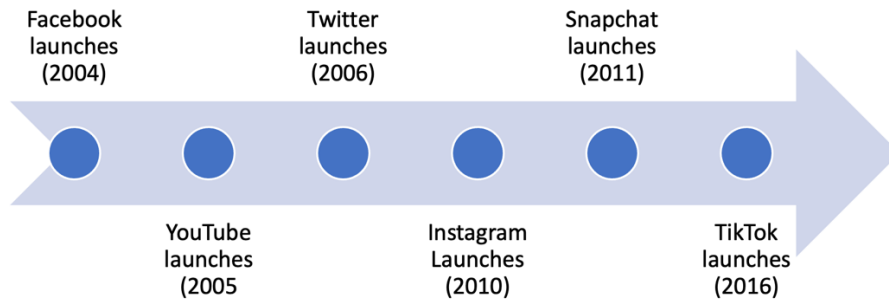 Facebook
launches
(2004)
YouTube
launches
(2005
Twitter
launches
(2006)
Instagram
Launches
(2010)
Snapchat
launches
(2011)
TikTok
launches
(2016)